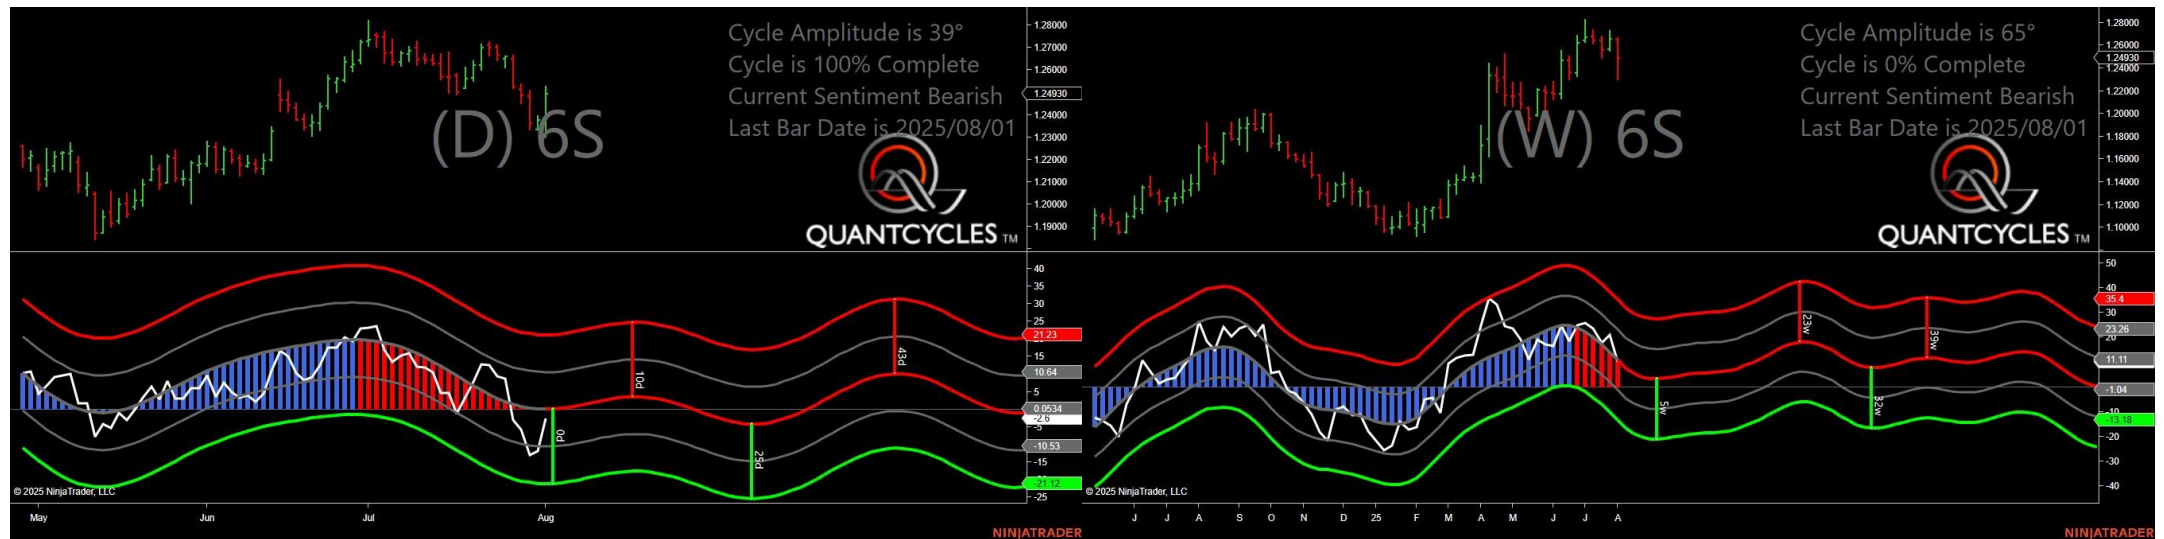 Cycle Amplitude is 39°
Cycle is 100% Complete
Current Sentiment Bearish
Last Bar Date is 2025/08/01
(D) 6S
QUANTCYCLES TM
1.28000
1.27000
1.26000
1.24930
1.24000
1.23000
1.22000
1.21000
1.20000
1.19000
40
35
30
25
21.23
15
10.64
5
0.0534
-2.6
-5
-10.53
-15
-21.12
-25
0d
10d
25d
43d
© 2025 NinjaTrader, LLC
May Jun Jul Aug
NINJATRADER
Cycle Amplitude is 65°
Cycle is 0% Complete
Current Sentiment Bearish
Last Bar Date is 2025/08/01
(W) 6S
QUANTCYCLES TM
1.28000
1.26000
1.24930
1.24000
1.22000
1.20000
1.18000
1.16000
1.14000
1.12000
1.10000
50
40
35.4
30
23.26
20
11.11
-1.04
-10
-13.18
-20
-30
-40
5w
23w
32w
39w
© 2025 NinjaTrader, LLC
J J A S O N D 25 F M A M J J A
NINJATRADER